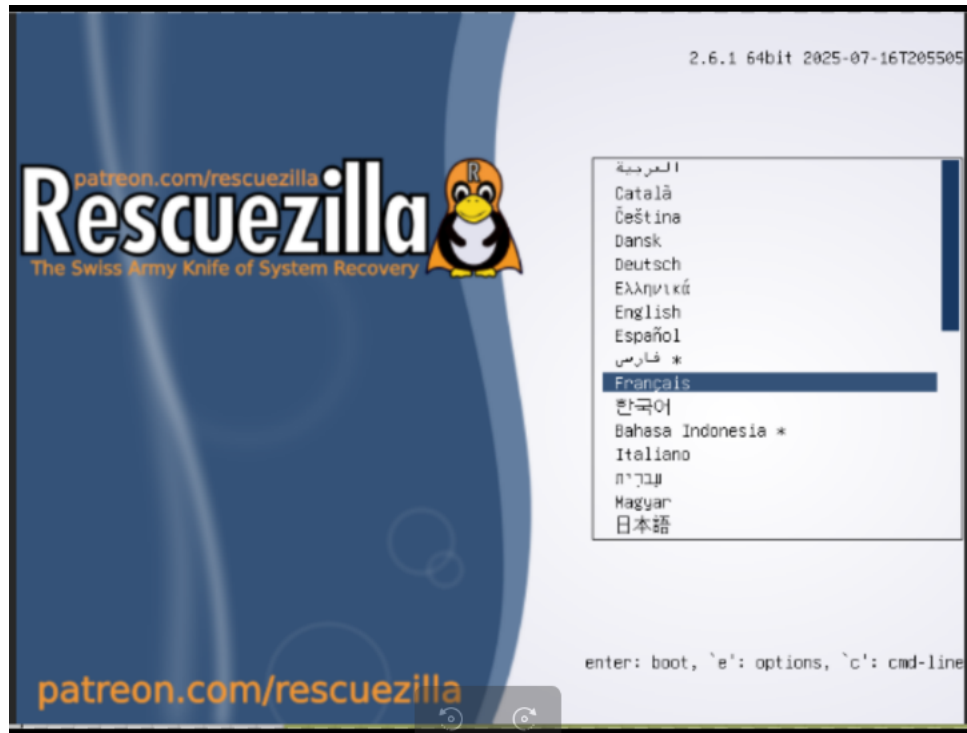 2.6.1 64bit 2025-07-16T205505
patreon.com/rescuezilla
Rescuezilla
R
The Swiss Army Knife of System Recovery
العربية
Català
Čeština
Dansk
Deutsch
Ελληνικά
English
Español
فارسی *
Français
한국어
Bahasa Indonesia *
Italiano
עִבְרִית
Magyar
日本語
enter: boot, `e': options, `c': cmd-line
patreon.com/rescuezilla